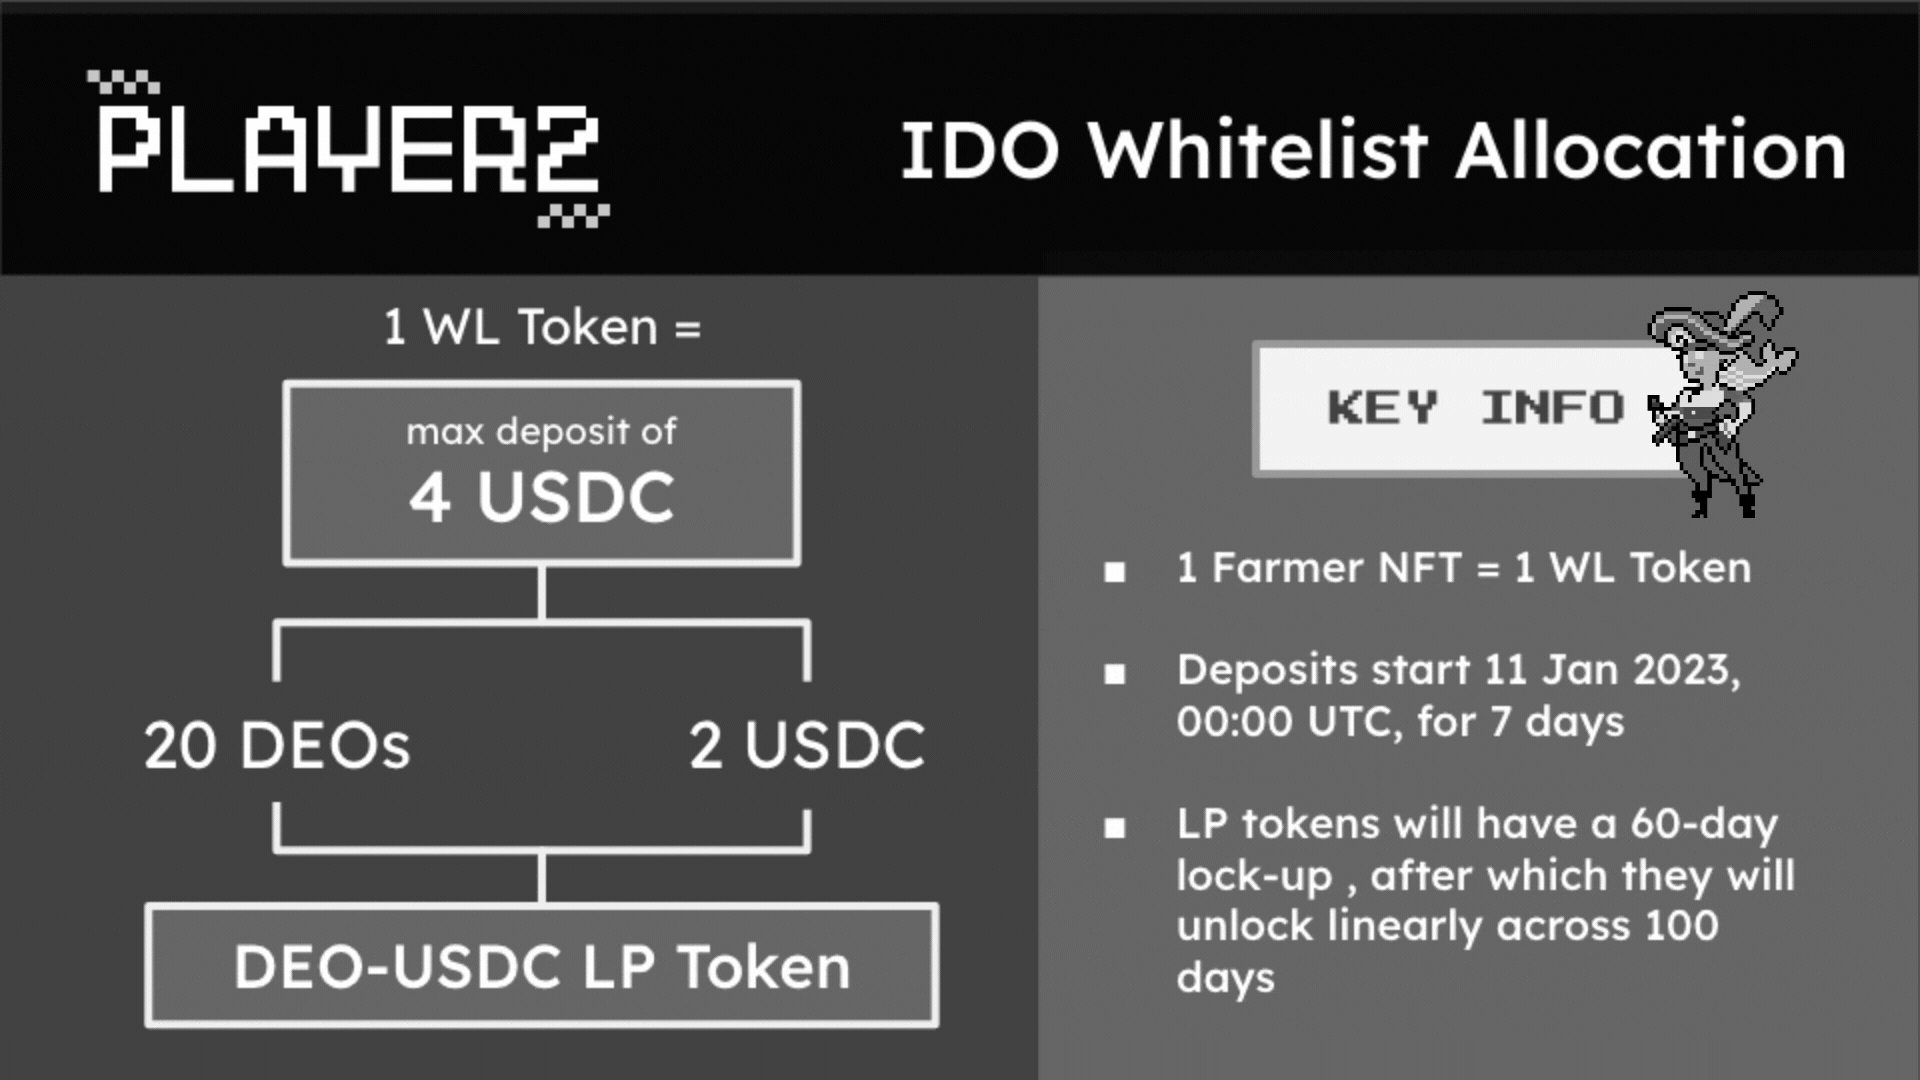 PLAYERZ
IDO Whitelist Allocation
1 WL Token =
max deposit of
4 USDC
20 DEOs
2 USDC
DEO-USDC LP Token
KEY INFO
▪ 1 Farmer NFT = 1 WL Token
▪ Deposits start 11 Jan 2023,
00:00 UTC, for 7 days
▪ LP tokens will have a 60-day
lock-up , after which they will
unlock linearly across 100
days